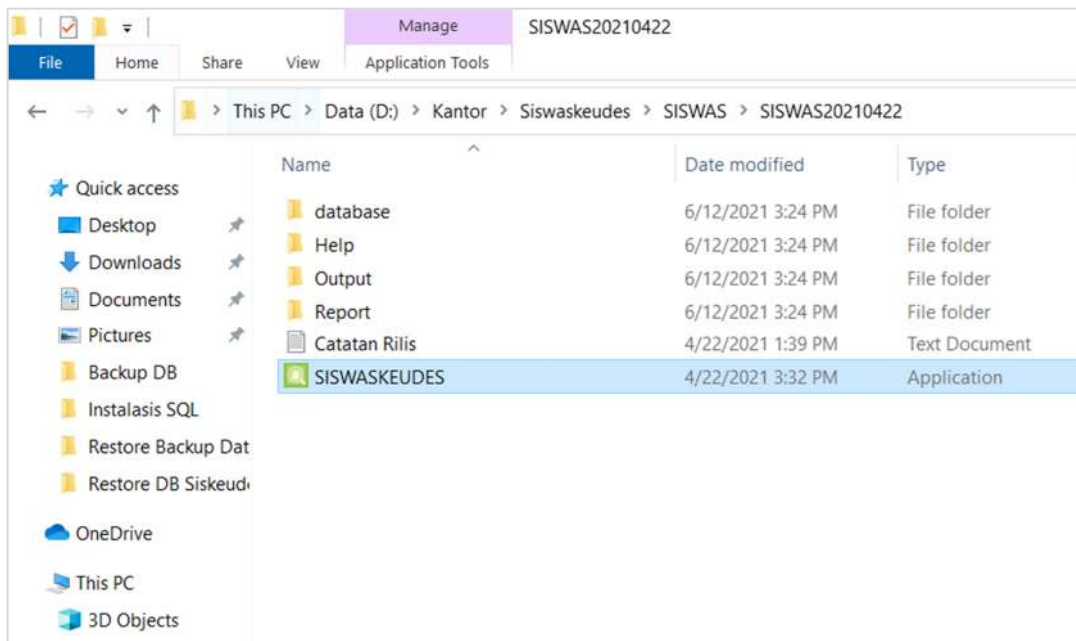 Manage SISWAS20210422
File Home Share View Application Tools
This PC > Data (D:) > Kantor > Siswaskeudes > SISWAS > SISWAS20210422
Name Date modified Type
Quick access
Desktop
Downloads
Documents
Pictures
Backup DB
Instalasis SQL
Restore Backup Dat
Restore DB Siskeud
OneDrive
This PC
3D Objects
database 6/12/2021 3:24 PM File folder
Help 6/12/2021 3:24 PM File folder
Output 6/12/2021 3:24 PM File folder
Report 6/12/2021 3:24 PM File folder
Catatan Rilis 4/22/2021 1:39 PM Text Document
SISWASKEUDES 4/22/2021 3:32 PM Application